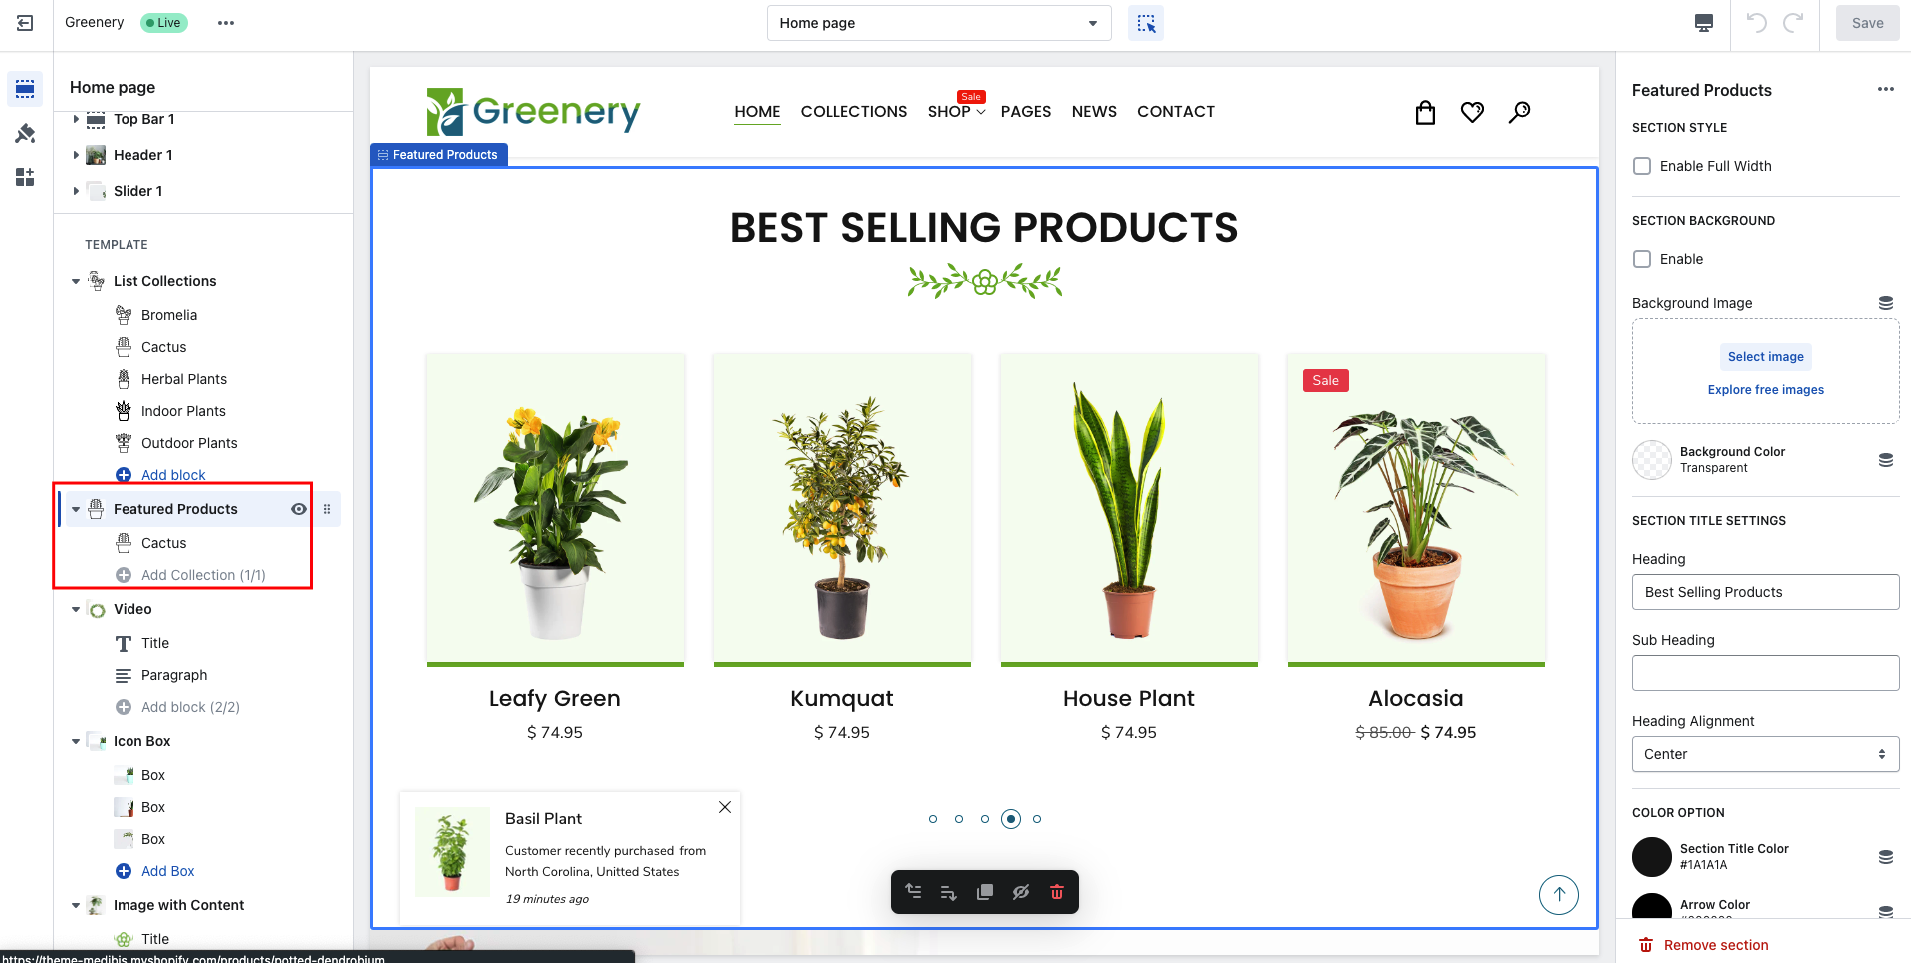 Greenery
Live
Home page
Save
Home page
Top Bar 1
Header 1
Slider 1
TEMPLATE
List Collections
Bromelia
Cactus
Herbal Plants
Indoor Plants
Outdoor Plants
Add block
Featured Products
Cactus
Add Collection (1/1)
Video
Title
Paragraph
Add block (2/2)
Icon Box
Box
Box
Box
Add Box
Image with Content
Title
https://theme-medibis.myshopify.com/products/potted-dendrobium
Greenery
HOME
COLLECTIONS
SHOP
Sale
PAGES
NEWS
CONTACT
Featured Products
BEST SELLING PRODUCTS
Sale
Leafy Green
Kumquat
House Plant
Alocasia
$ 74.95
$ 74.95
$ 74.95
$ 85.00 $ 74.95
Basil Plant
Customer recently purchased from
North Corolina, Unitted States
19 minutes ago
Featured Products
SECTION STYLE
Enable Full Width
SECTION BACKGROUND
Enable
Background Image
Select image
Explore free images
Background Color
Transparent
SECTION TITLE SETTINGS
Heading
Best Selling Products
Sub Heading
Heading Alignment
Center
COLOR OPTION
Section Title Color
#1A1A1A
Arrow Color
Remove section